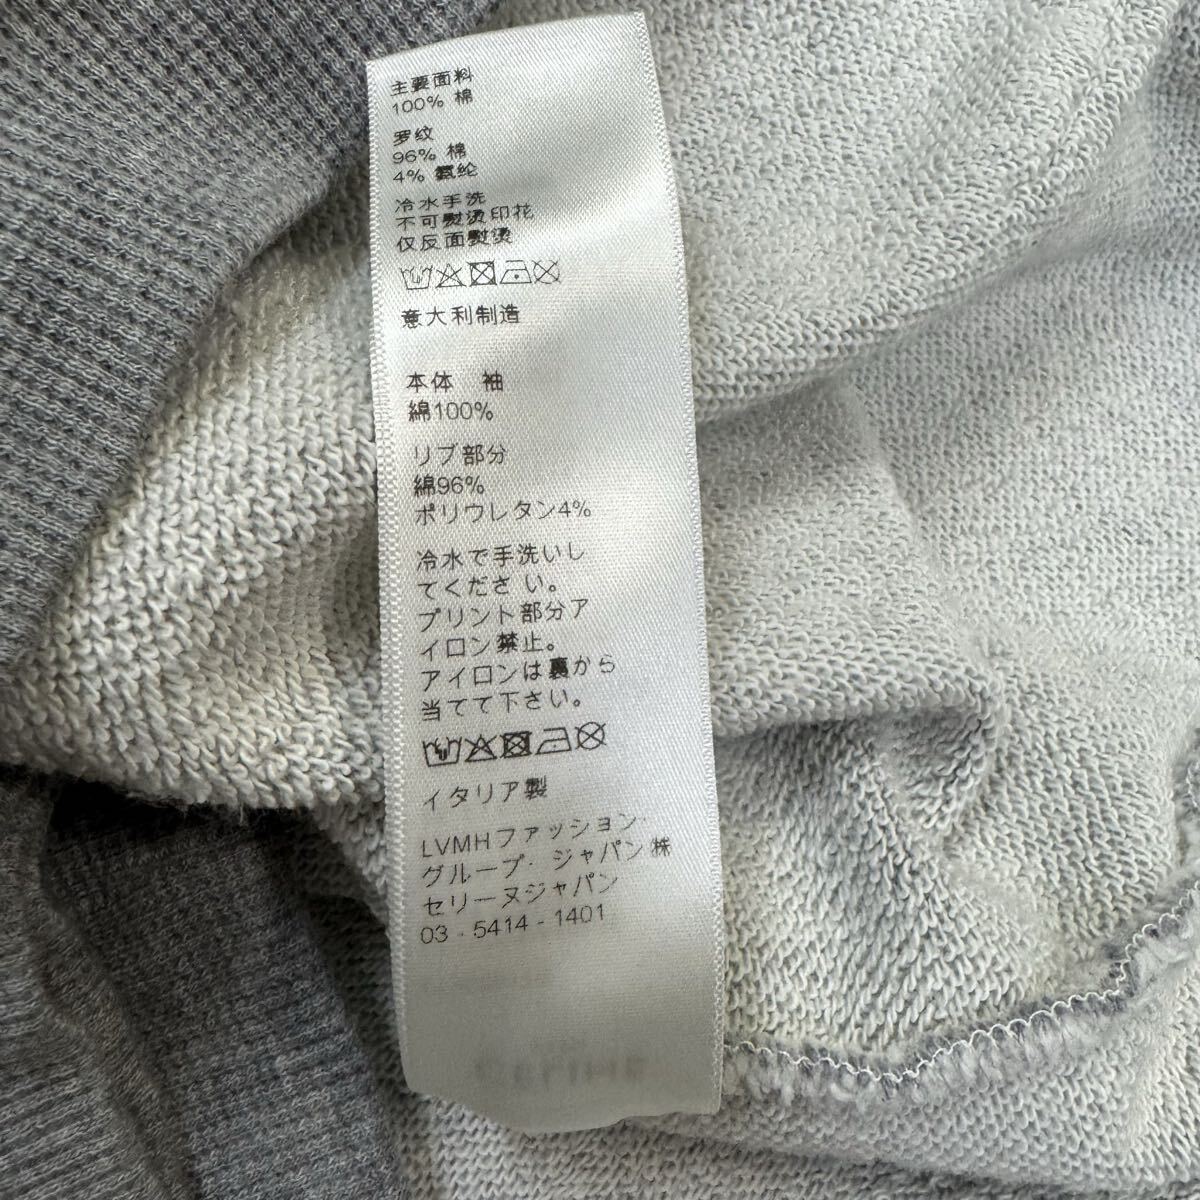 主要面料
100% 棉
罗纹
96% 棉
4% 氨纶
冷水手洗
不可熨烫印花
仅反面熨烫
意大利制造
本体　袖
綿100%
リブ部分
綿96%
ポリウレタン4%
冷水で手洗いし
てください。
プリント部分ア
イロン禁止。
アイロンは裏から
当てて下さい。
イタリア製
LVMHファッション・
グループ・ジャパン㈱
セリーヌジャパン
03 - 5414 - 1401